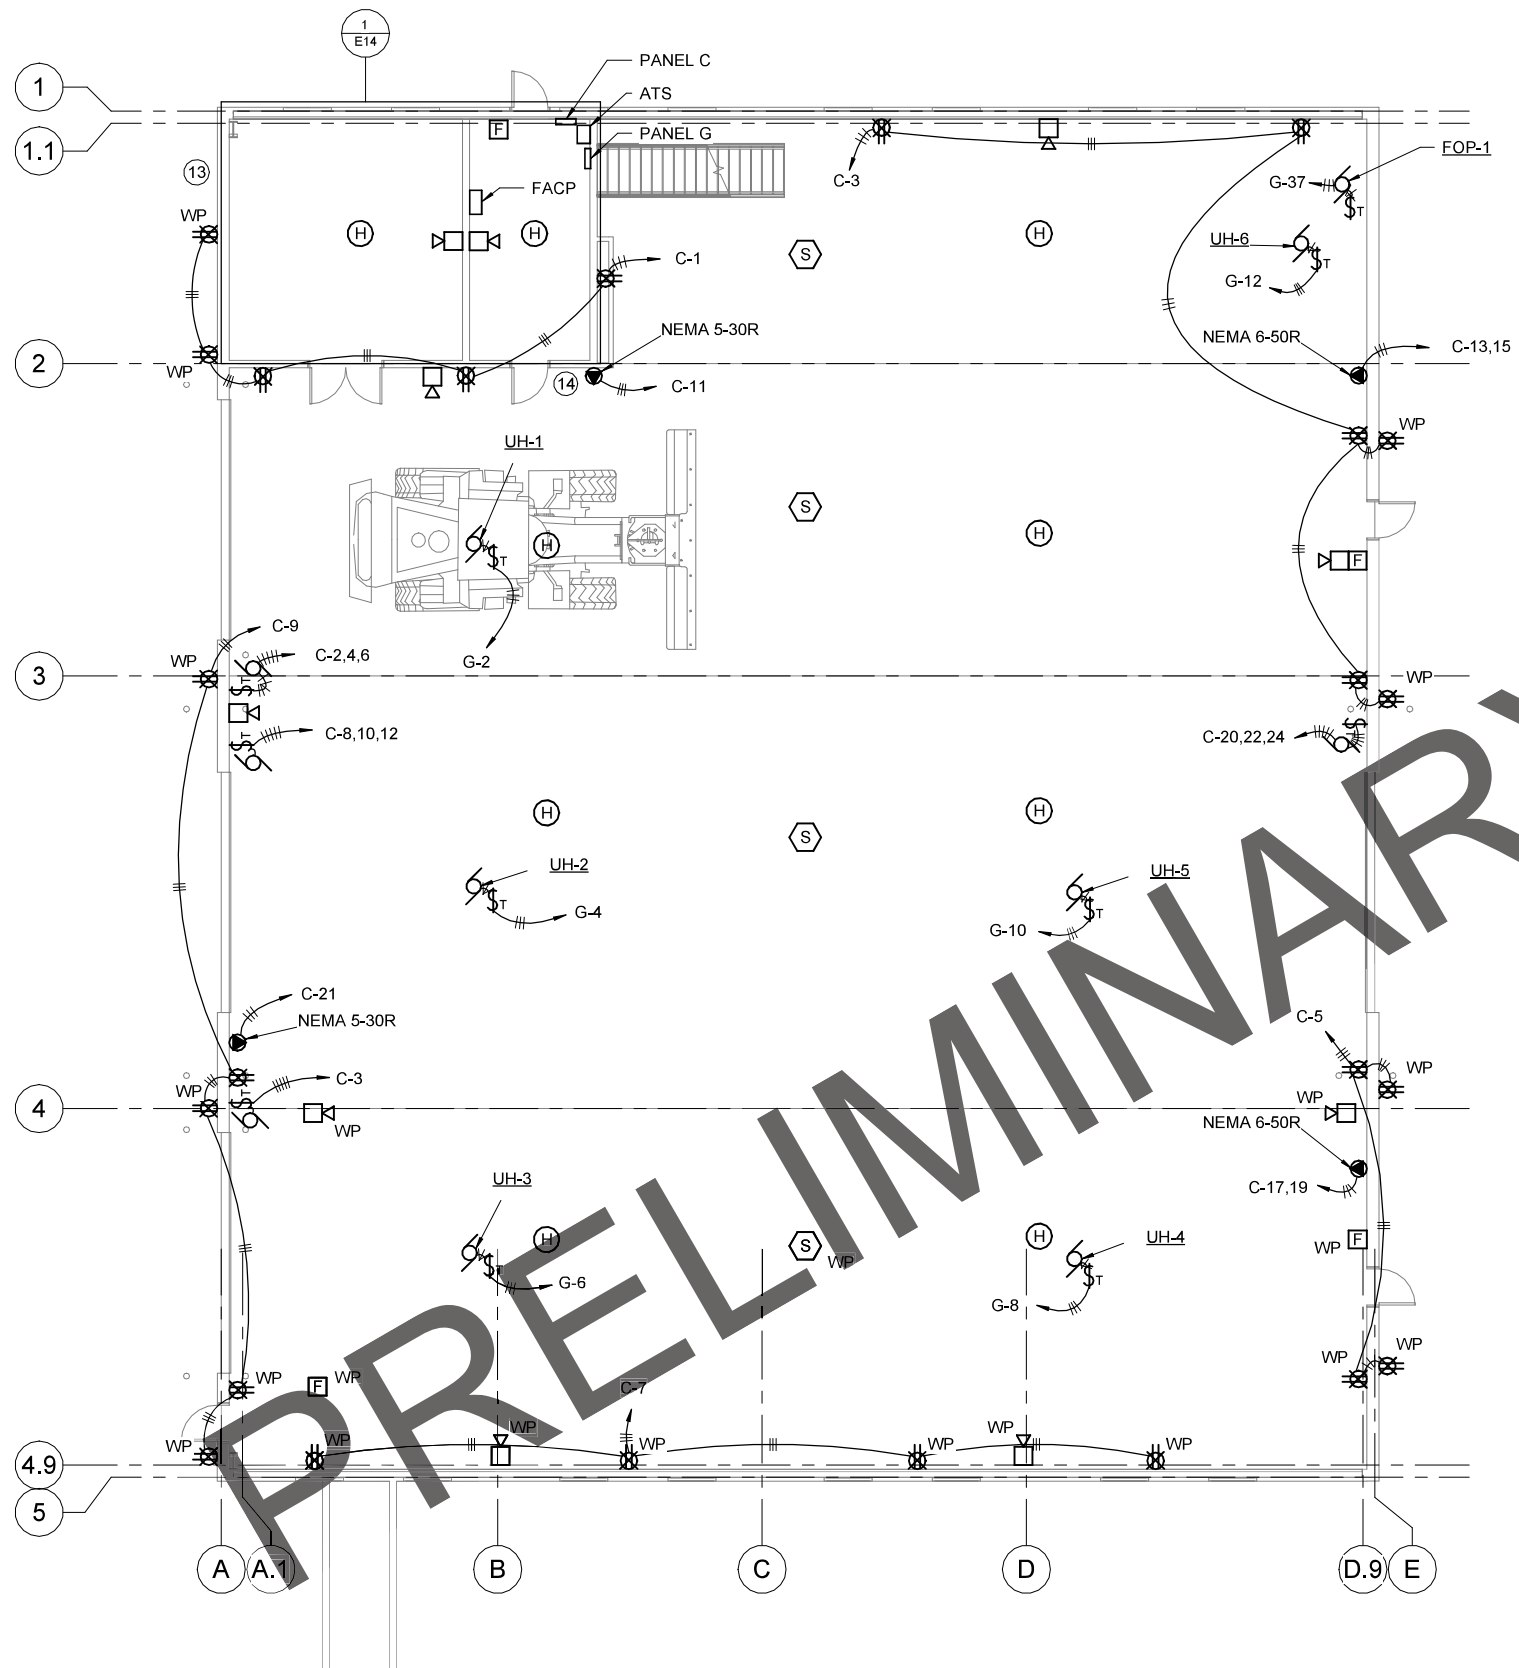 1
E14
PANEL C
1
ATS
F
1.1
PANEL G
FOP-1
13
C-3
G-37
T
FACP
WP
H
H
H
UH-6
S
T
C-1
G-12
NEMA 5-30R
NEMA 6-50R
C-13,15
2
WP
14
C-11
WP
UH-1
S
H
H
T
F
C-9
C-2,4,6
G-2
WP
3
WP
T
T
C-8,10,12
C-20,22,24
H
H
S
UH-2
UH-5
T
G-4
T
G-10
C-21
NEMA 5-30R
C-5
WP
C-3
T
WP
4
WP
WP
NEMA 6-50R
UH-3
C-17,19
H
S
H
UH-4
WP
F
WP
T
G-6
T
G-8
WP
WP
WP
F
WP
C-7
WP
WP
WP
WP
WP
WP
WP
4.9
5
A
A.1
B
C
D
D.9
E
PRELIMINARY